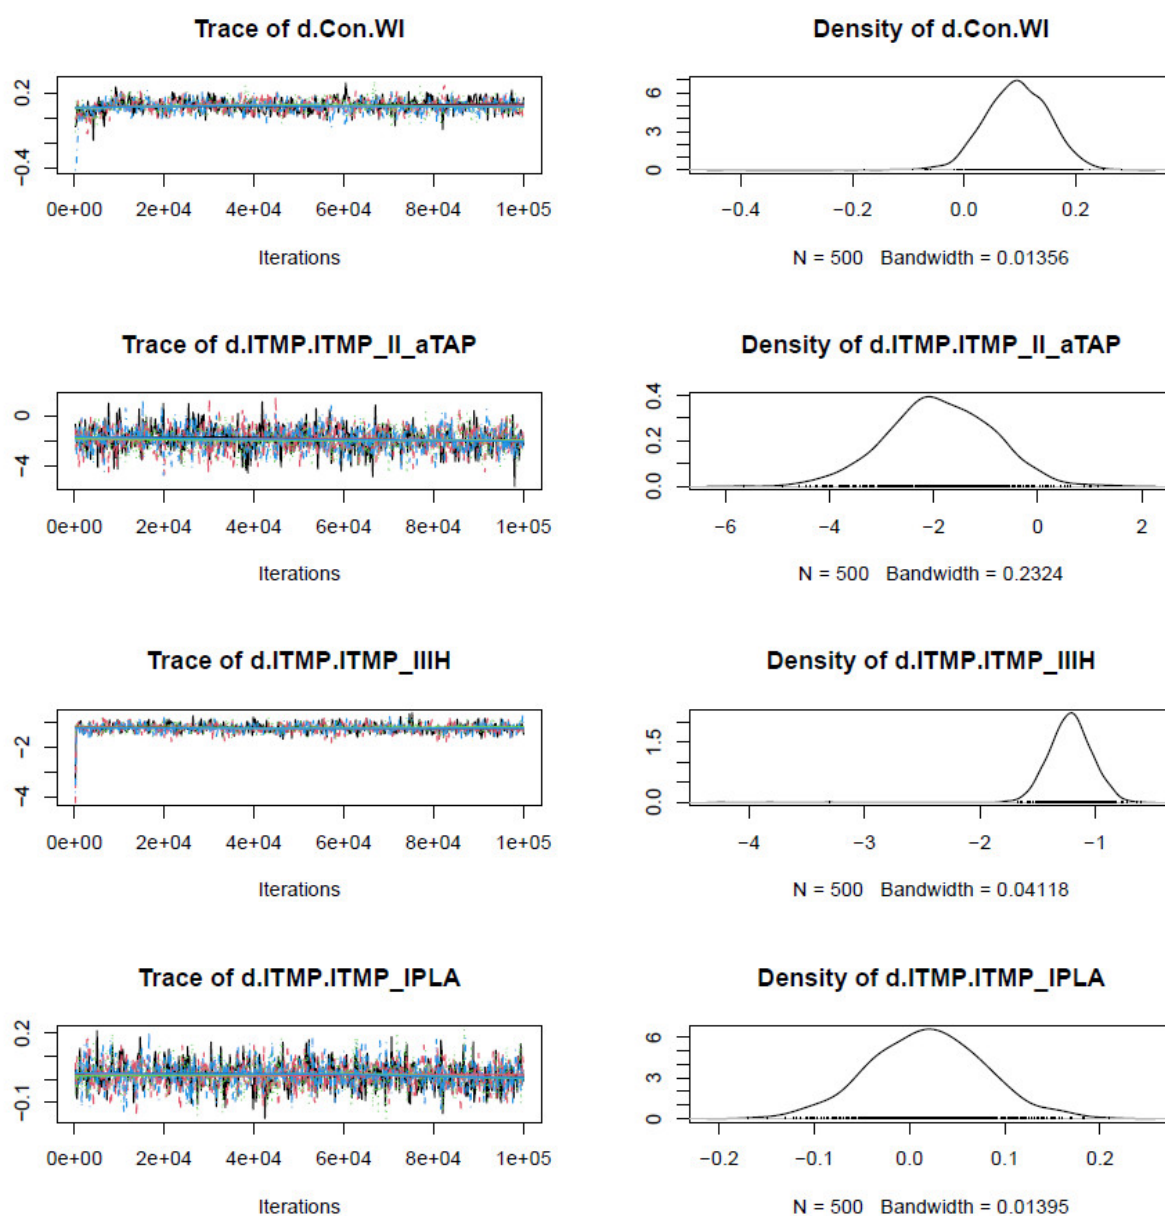 Trace of d.Con.WI
Density of d.Con.WI
0.2
−0.4
0e+00 2e+04 4e+04 6e+04 8e+04 1e+05
Iterations
6
3
0
−0.4 −0.2 0.0 0.2
N = 500 Bandwidth = 0.01356
Trace of d.ITMP.ITMP_II_aTAP
Density of d.ITMP.ITMP_II_aTAP
0
−4
0e+00 2e+04 4e+04 6e+04 8e+04 1e+05
Iterations
0.4
0.2
0.0
−6 −4 −2 0 2
N = 500 Bandwidth = 0.2324
Trace of d.ITMP.ITMP_IIIH
Density of d.ITMP.ITMP_IIIH
−2
−4
0e+00 2e+04 4e+04 6e+04 8e+04 1e+05
Iterations
1.5
0.0
−4 −3 −2 −1
N = 500 Bandwidth = 0.04118
Trace of d.ITMP.ITMP_IPLA
Density of d.ITMP.ITMP_IPLA
0.2
−0.1
0e+00 2e+04 4e+04 6e+04 8e+04 1e+05
Iterations
6
3
0
−0.2 −0.1 0.0 0.1 0.2
N = 500 Bandwidth = 0.01395